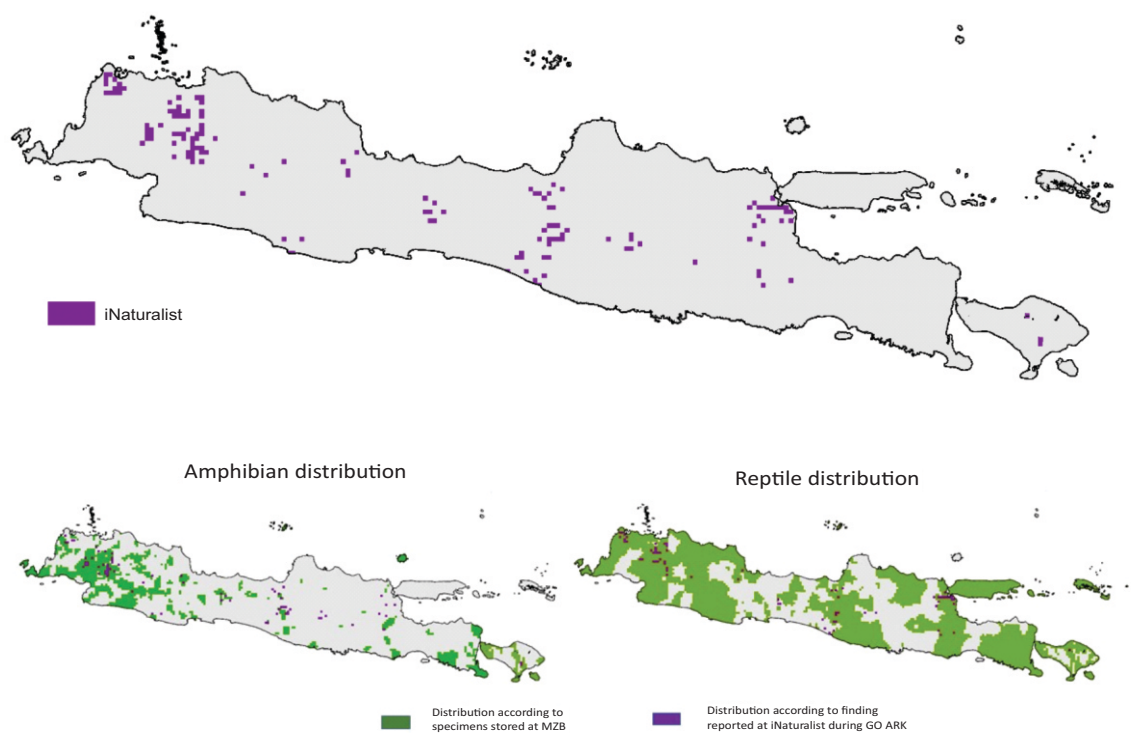 iNaturalist
Amphibian distribution
Reptile distribution
Distribution according to
specimens stored at MZB
Distribution according to finding
reported at iNaturalist during GO ARK